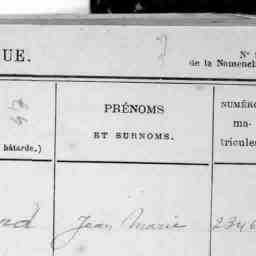 UE.
N°
de la Nomencl
PRÉNOMS
ET SURNOMS.
NUMÉRO
ma-
tricules
bâtarde.)
Jean Marie